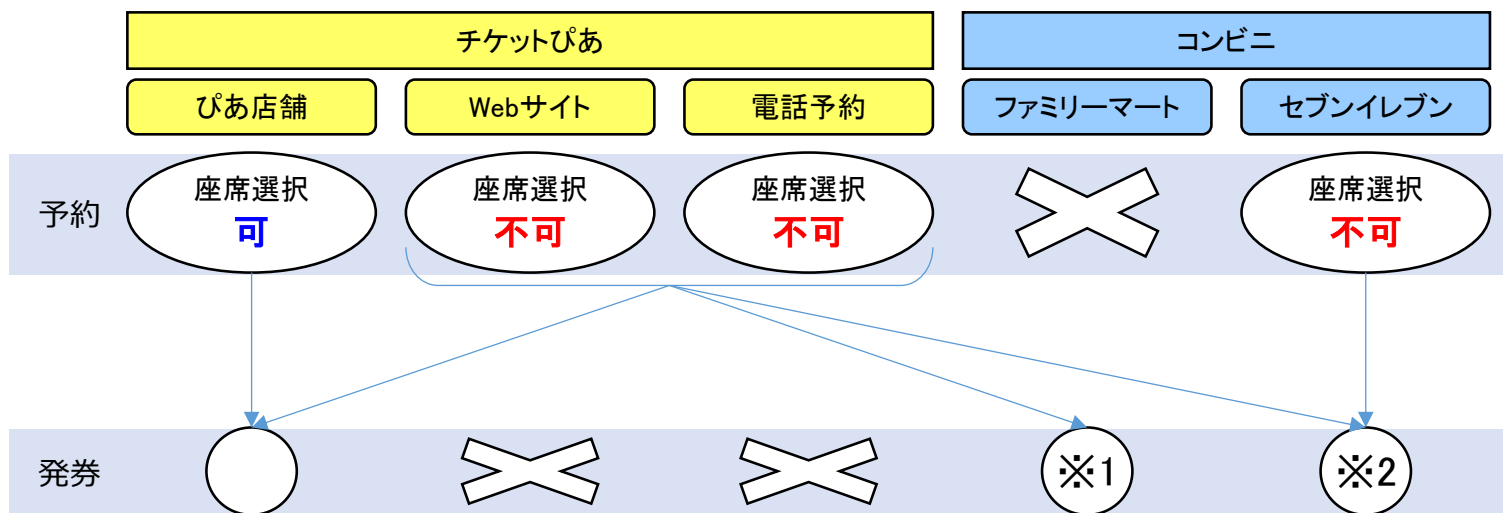 チケットぴあ
コンビニ
ぴあ店舗
Webサイト
電話予約
ファミリーマート
セブンイレブン
予約
座席選択
可
座席選択
不可
座席選択
不可
座席選択
不可
発券
※1
※2